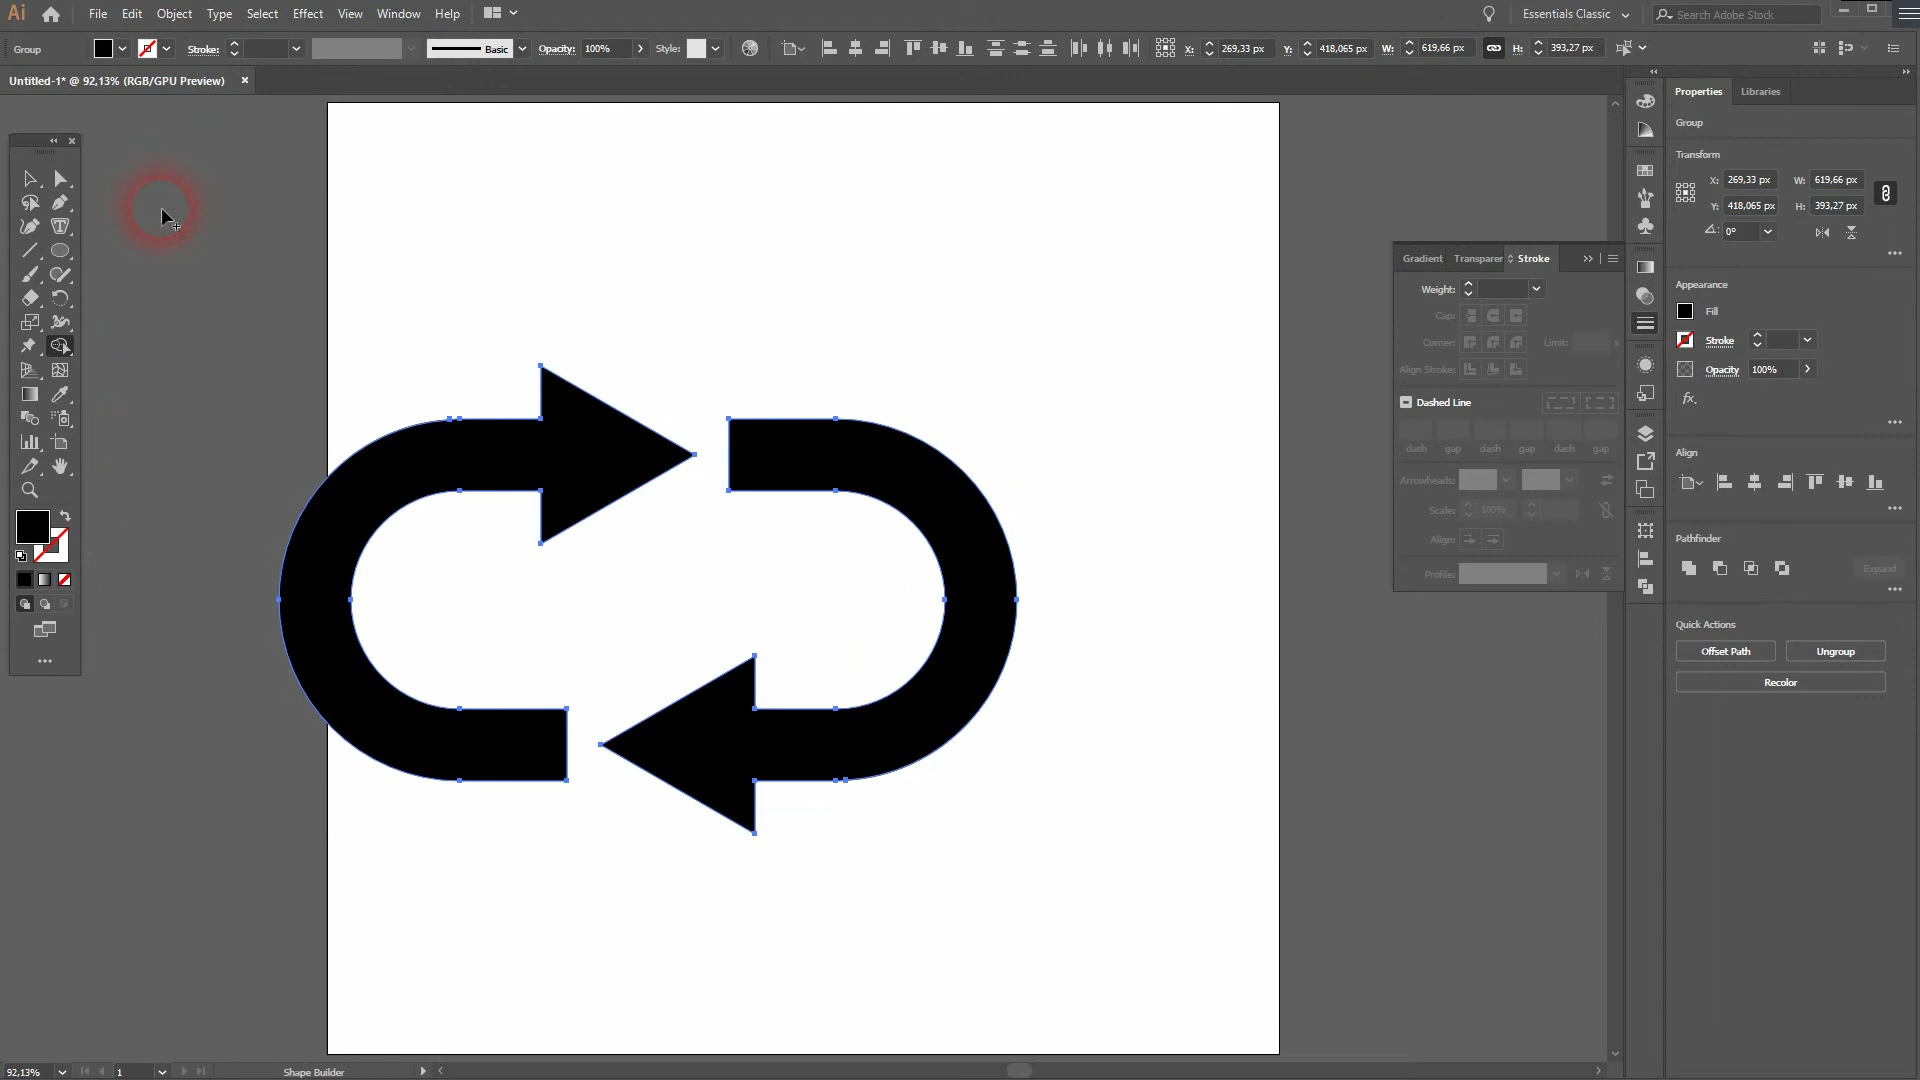 Ai File Edit Object Type Select Effect View Window Help Essentials Classic Search Adobe Stock
Group Stroke: Basic Opacity: 100% Style: X: 269,33 px Y: 418,065 px W: 619,66 px H: 393,27 px
Untitled-1* @ 92,13% (RGB/GPU Preview)
Properties Libraries
Group
Transform
X: 269,33 px W: 619,66 px
Y: 418,065 px H: 393,27 px
0°
Gradient Transparer Stroke
Weight:
Cap:
Corner: Limit: x
Align Stroke:
Dashed Line
dash gap dash gap dash gap
Arrowheads:
Scale: 100%
Align:
Profile:
Appearance
Fill
Stroke
Opacity 100%
fx.
Align
Pathfinder
Expand
Quick Actions
Offset Path Ungroup
Recolor
92,13% 1 Shape Builder